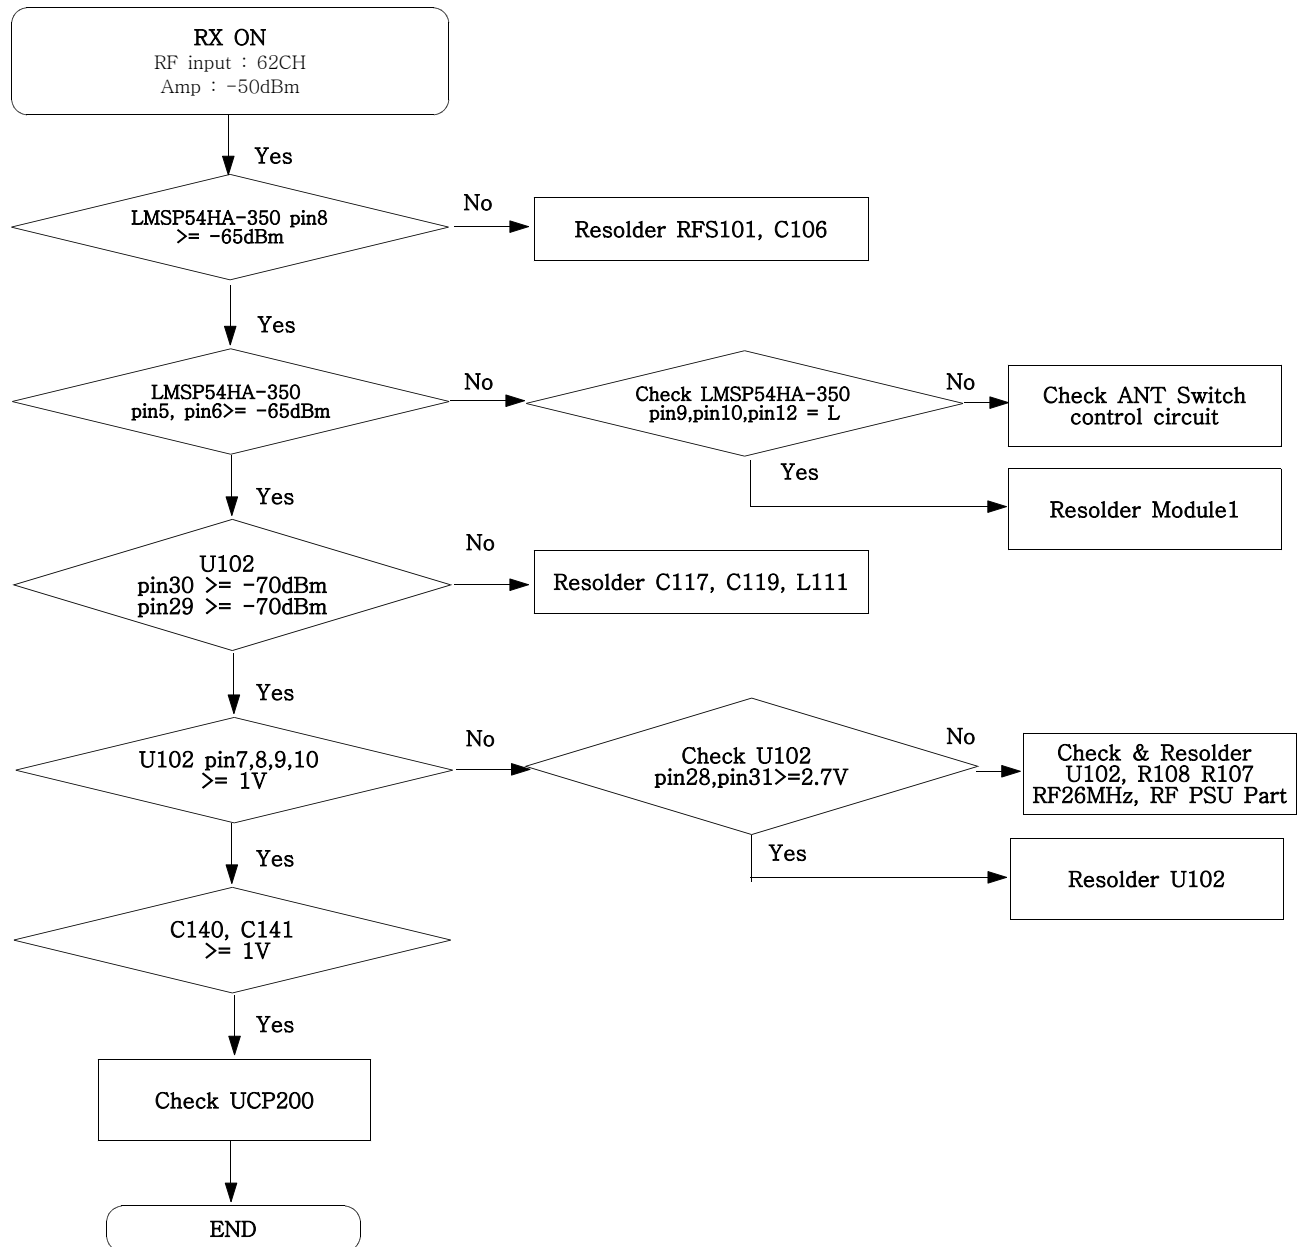 RX ON
RF input : 62CH
Amp : -50dBm
Yes
LMSP54HA-350 pin8
>= -65dBm
No
Resolder RFS101, C106
Yes
LMSP54HA-350
pin5, pin6>= -65dBm
No
Check LMSP54HA-350
pin9,pin10,pin12 = L
No
Check ANT Switch
control circuit
Yes
Resolder Module1
Yes
U102
pin30 >= -70dBm
pin29 >= -70dBm
No
Resolder C117, C119, L111
Yes
U102 pin7,8,9,10
>= 1V
No
Check U102
pin28,pin31>=2.7V
No
Check & Resolder
U102, R108 R107
RF26MHz, RF PSU Part
Yes
Resolder U102
Yes
C140, C141
>= 1V
Yes
Check UCP200
END